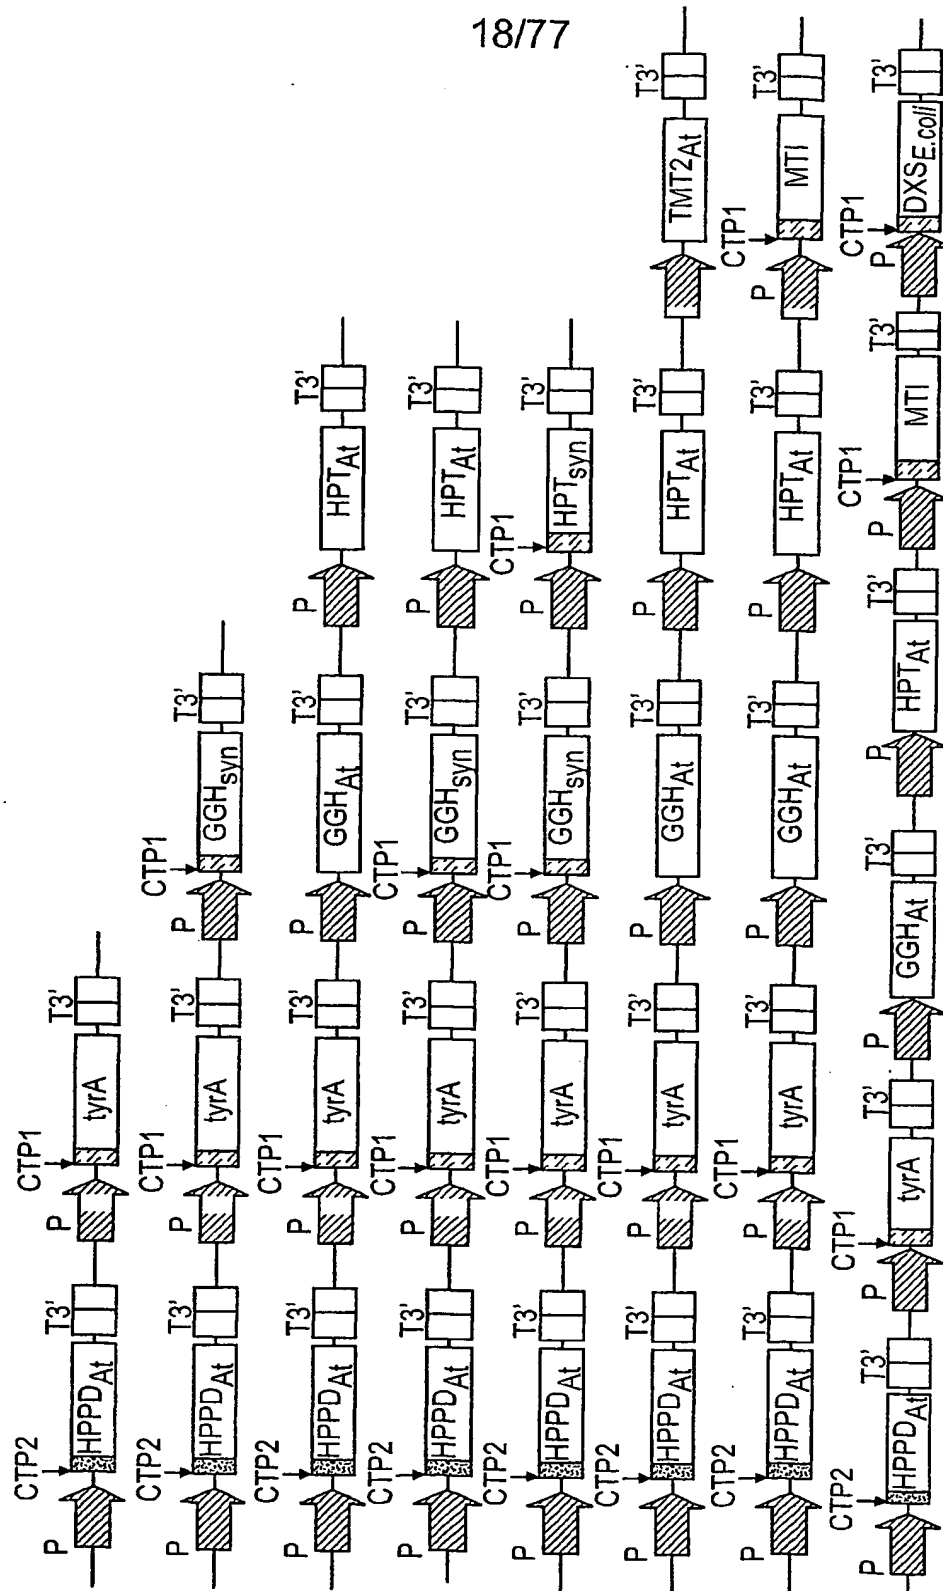 18/77
CTP2 CTP1
P T3' P T3'
HPPDAt tyrA
CTP2 CTP1 CTP1
P T3' P T3' P T3'
HPPDAt tyrA GGHsyn
CTP2 CTP1
P T3' P T3' P T3' P T3'
HPPDAt tyrA GGHAt HPTAt
CTP2 CTP1 CTP1
P T3' P T3' P T3' P T3'
HPPDAt tyrA GGHsyn HPTAt
CTP2 CTP1 CTP1 CTP1
P T3' P T3' P T3' P T3'
HPPDAt tyrA GGHsyn HPTsyn
CTP2 CTP1
P T3' P T3' P T3' P T3' T3'
HPPDAt tyrA GGHAt HPTAt TMT2At
CTP2 CTP1 CTP1
P T3' P T3' P T3' P T3' P T3'
HPPDAt tyrA GGHAt HPTAt MTI
CTP2 CTP1 CTP1 CTP1
P T3' P T3' P T3' P T3' P T3' P T3'
HPPDAt tyrA GGHAt HPTAt MTI DXSE.coli